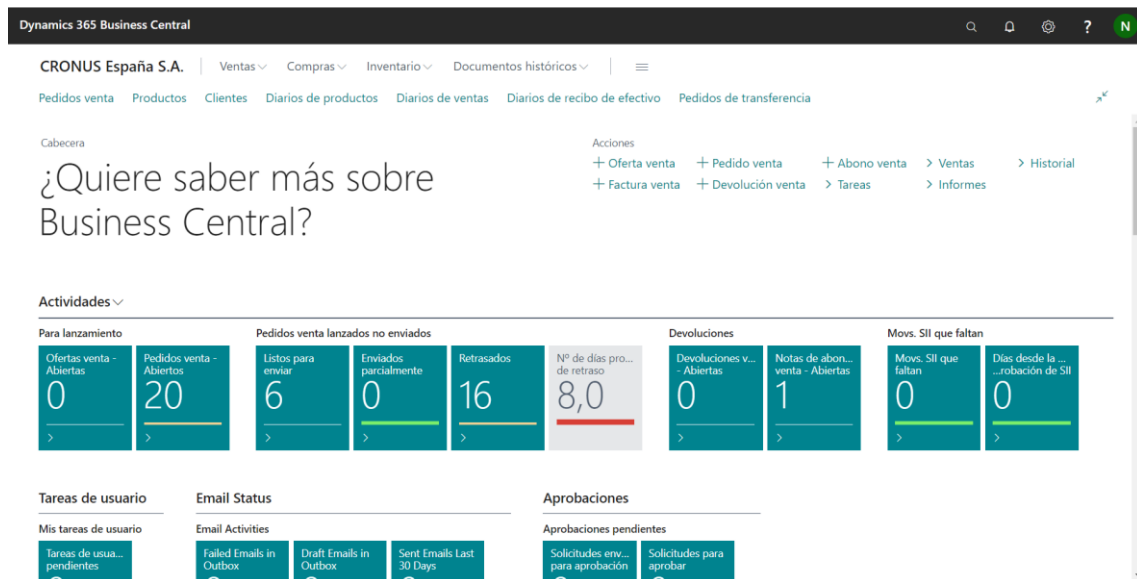 Dynamics 365 Business Central
?
N
CRONUS España S.A.
Ventas
Compras
Inventario
Documentos históricos
Pedidos venta
Productos
Clientes
Diarios de productos
Diarios de ventas
Diarios de recibo de efectivo
Pedidos de transferencia
Cabecera
¿Quiere saber más sobre
Business Central?
Acciones
+ Oferta venta
+ Pedido venta
+ Abono venta
> Ventas
> Historial
+ Factura venta
+ Devolución venta
> Tareas
> Informes
Actividades
Para lanzamiento
Ofertas venta -
Abiertas
0
Pedidos venta -
Abiertos
20
Pedidos venta lanzados no enviados
Listos para
enviar
6
Enviados
parcialmente
0
Retrasados
16
Nº de días pro...
de retraso
8,0
Devoluciones
Devoluciones v...
- Abiertas
0
Notas de abon...
venta - Abiertas
1
Movs. SII que faltan
Movs. SII que
faltan
0
Días desde la ...
...robación de SII
0
Tareas de usuario
Mis tareas de usuario
Tareas de usua...
pendientes
Email Status
Email Activities
Failed Emails in
Outbox
Draft Emails in
Outbox
Sent Emails Last
30 Days
Aprobaciones
Aprobaciones pendientes
Solicitudes env...
para aprobación
Solicitudes para
aprobar